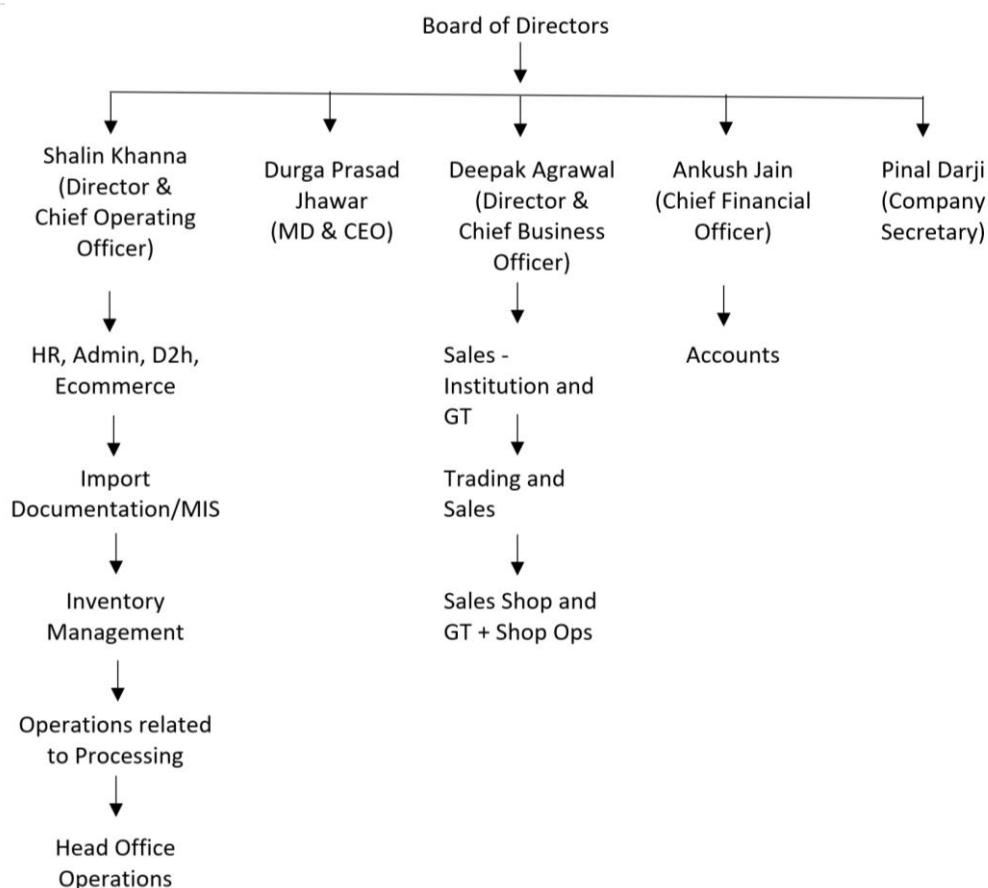 Board of Directors
Shalin Khanna
(Director &
Chief Operating
Officer)
Durga Prasad
Jhawar
(MD & CEO)
Deepak Agrawal
(Director &
Chief Business
Officer)
Ankush Jain
(Chief Financial
Officer)
Pinal Darji
(Company
Secretary)
HR, Admin, D2h,
Ecommerce
Sales -
Institution and
GT
Accounts
Import
Documentation/MIS
Trading and
Sales
Inventory
Management
Sales Shop and
GT + Shop Ops
Operations related
to Processing
Head Office
Operations